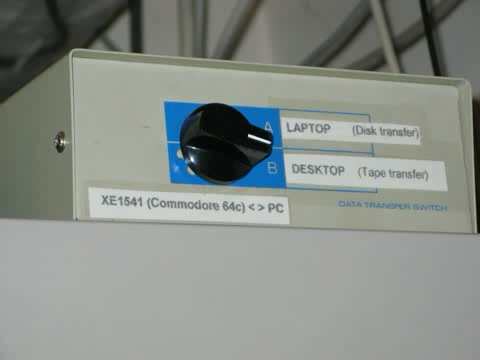 A LAPTOP (Disk transfer)
B DESKTOP (Tape transfer)
XE1541 (Commodore 64c) < > PC
DATA TRANSFER SWITCH